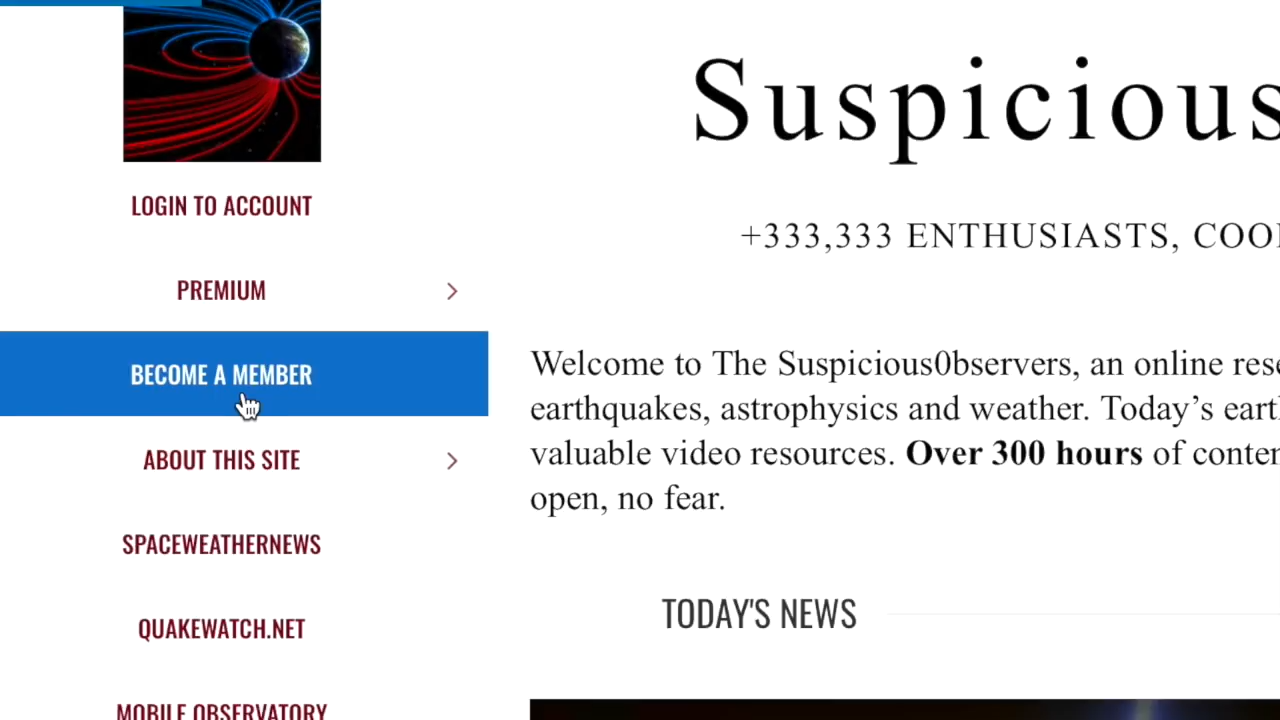 LOGIN TO ACCOUNT
PREMIUM
BECOME A MEMBER
ABOUT THIS SITE
SPACEWEATHERNEWS
QUAKEWATCH.NET
MOBILE OBSERVATORY
Suspicious
+333,333 ENTHUSIASTS,
Welcome to The Suspicious0bservers, an online
earthquakes, astrophysics and weather. Today’s
valuable video resources. Over 300 hours of
open, no fear.
TODAY'S NEWS